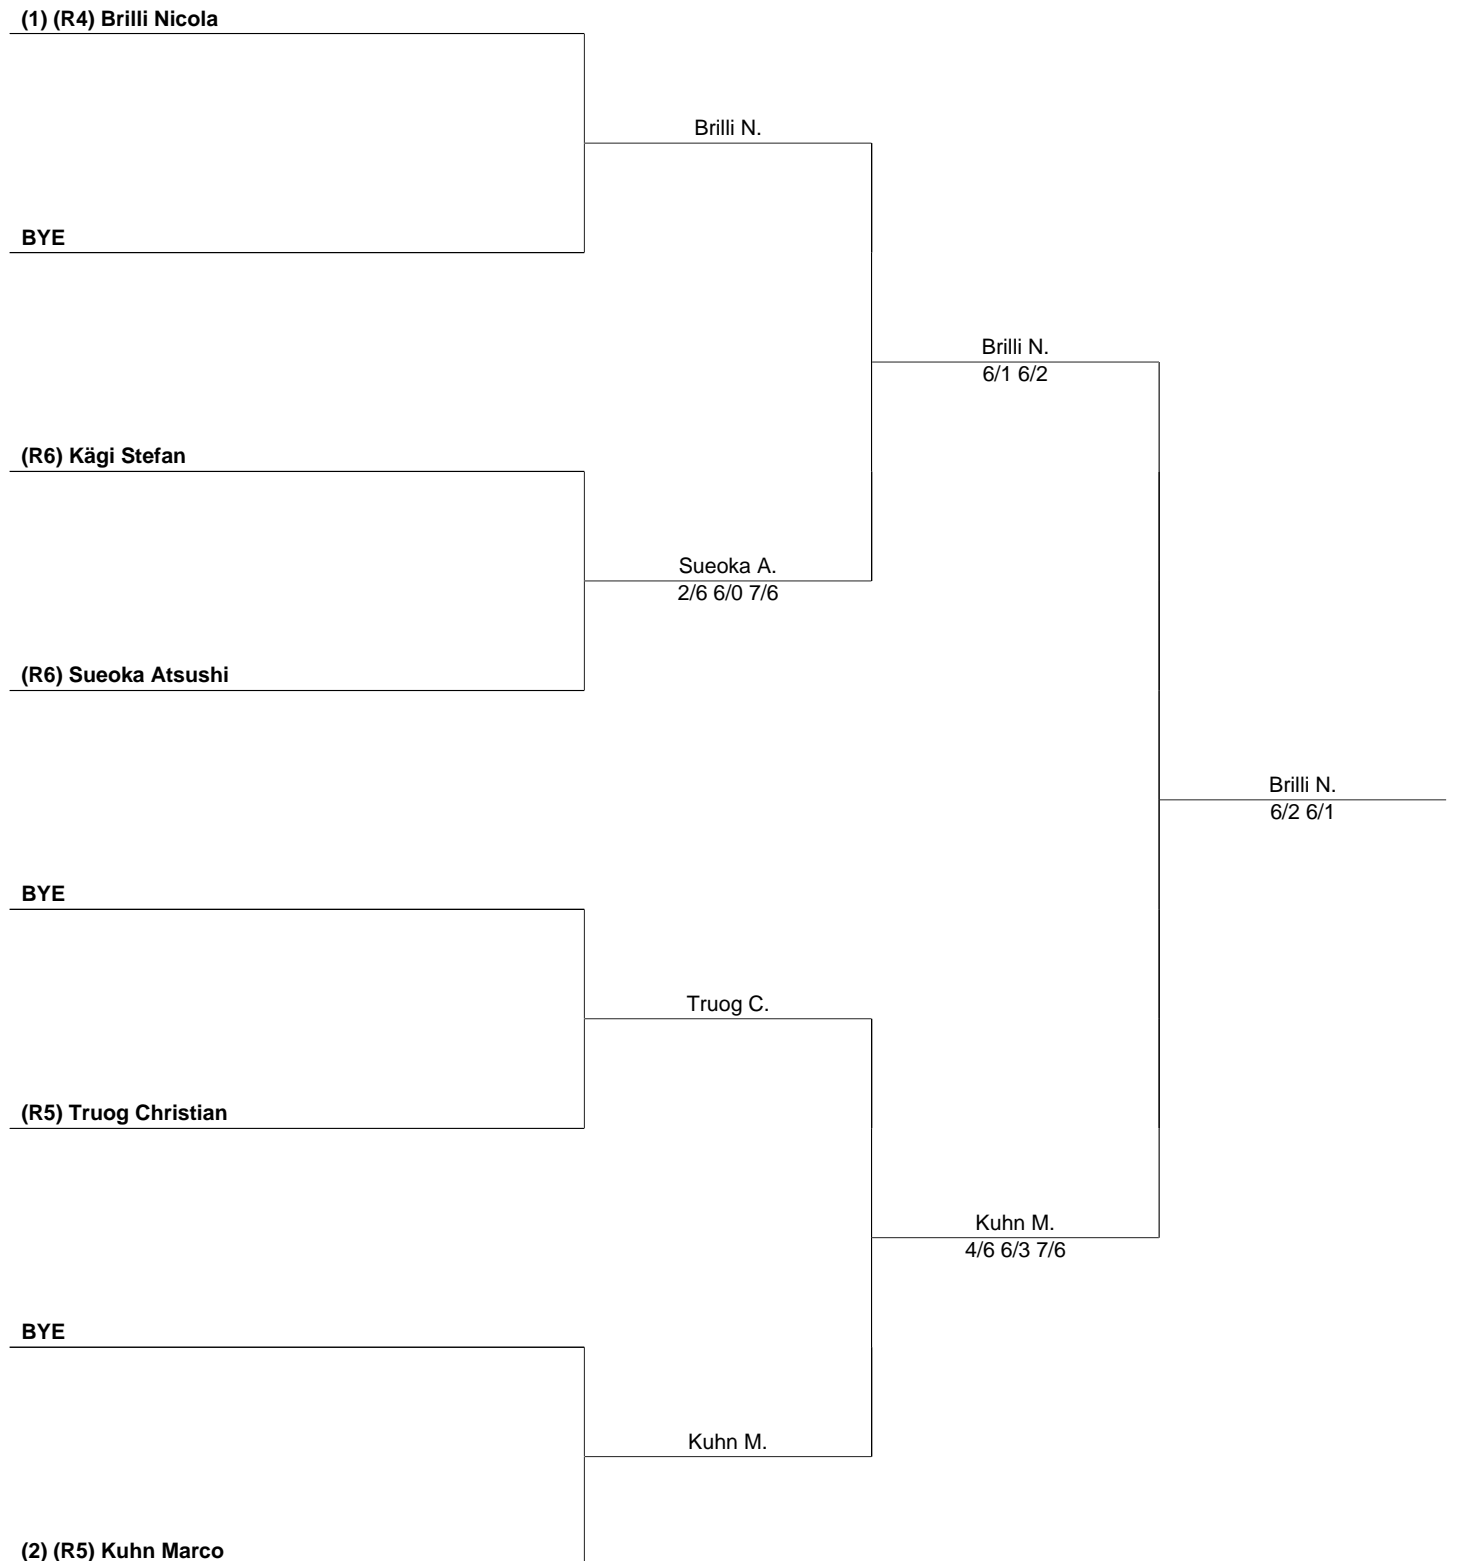 (1) (R4) Brilli Nicola
Brilli N.
BYE
Brilli N.
6/1 6/2
(R6) Kägi Stefan
Sueoka A.
2/6 6/0 7/6
(R6) Sueoka Atsushi
Brilli N.
6/2 6/1
BYE
Truog C.
(R5) Truog Christian
Kuhn M.
4/6 6/3 7/6
BYE
Kuhn M.
(2) (R5) Kuhn Marco